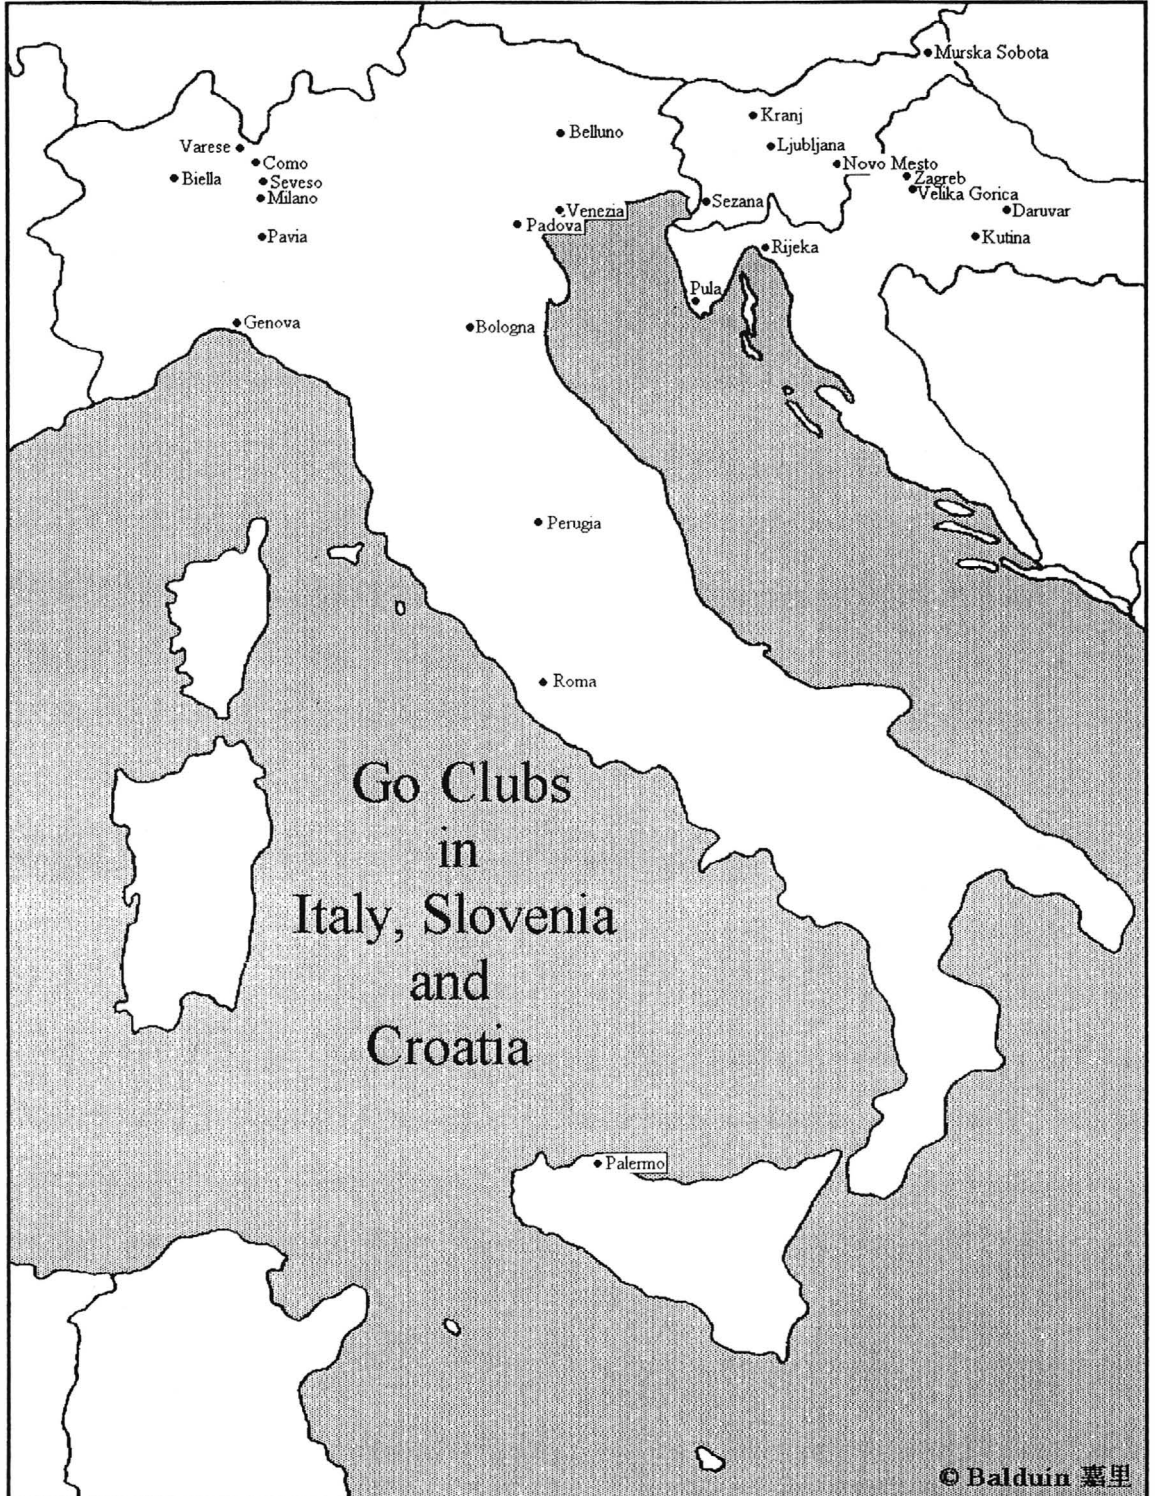 Murska Sobota
Kranj
Belluno
Ljubljana
Varese
Como
Novo Mesto
Biella
Seveso
Zagreb
Milano
Velika Gorica
Sezana
Venezia
Daruvar
Padova
Pavia
Kutina
Rijeka
Pula
Genova
Bologna
Perugia
Roma
Go Clubs
in
Italy, Slovenia
and
Croatia
Palermo
© Balduin 嘉里